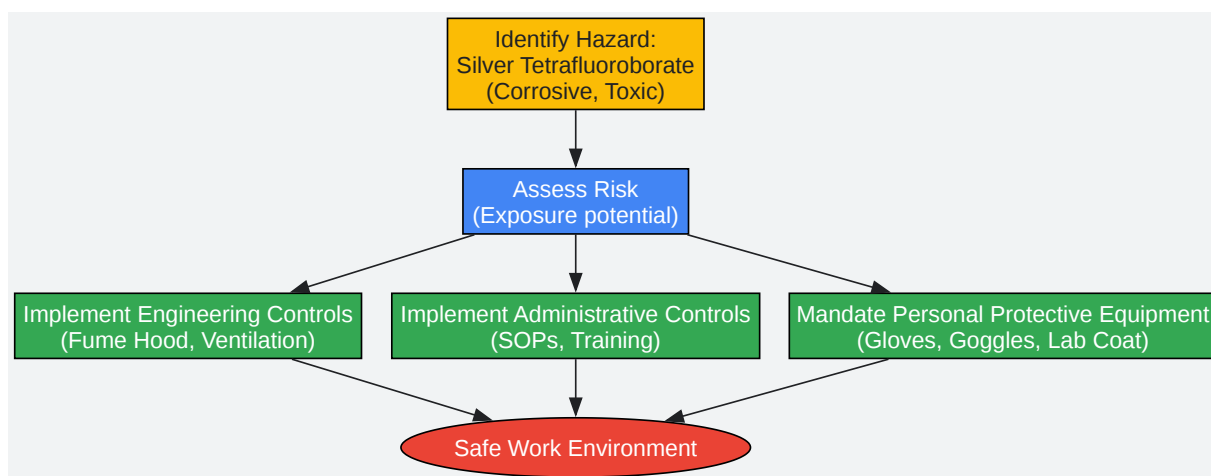 Identify Hazard:
Silver Tetrafluoroborate
(Corrosive, Toxic)
Assess Risk
(Exposure potential)
Implement Engineering Controls
(Fume Hood, Ventilation)
Implement Administrative Controls
(SOPs, Training)
Mandate Personal Protective Equipment
(Gloves, Goggles, Lab Coat)
Safe Work Environment